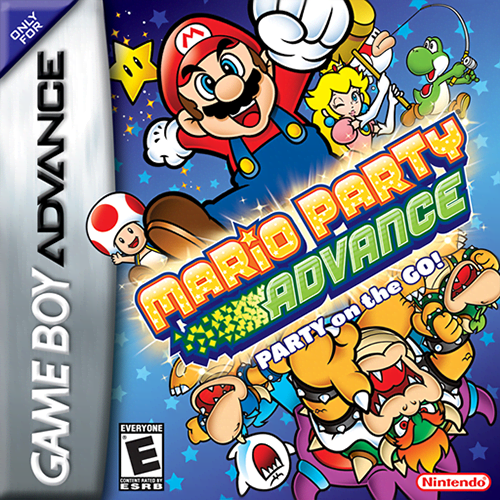 ONLY
FOR
GAME BOY ADVANCE
MARIO PARTY
ADVANCE
PARTY on the GO!
M
EVERYONE
E
CONTENT RATED BY
ESRB
Nintendo